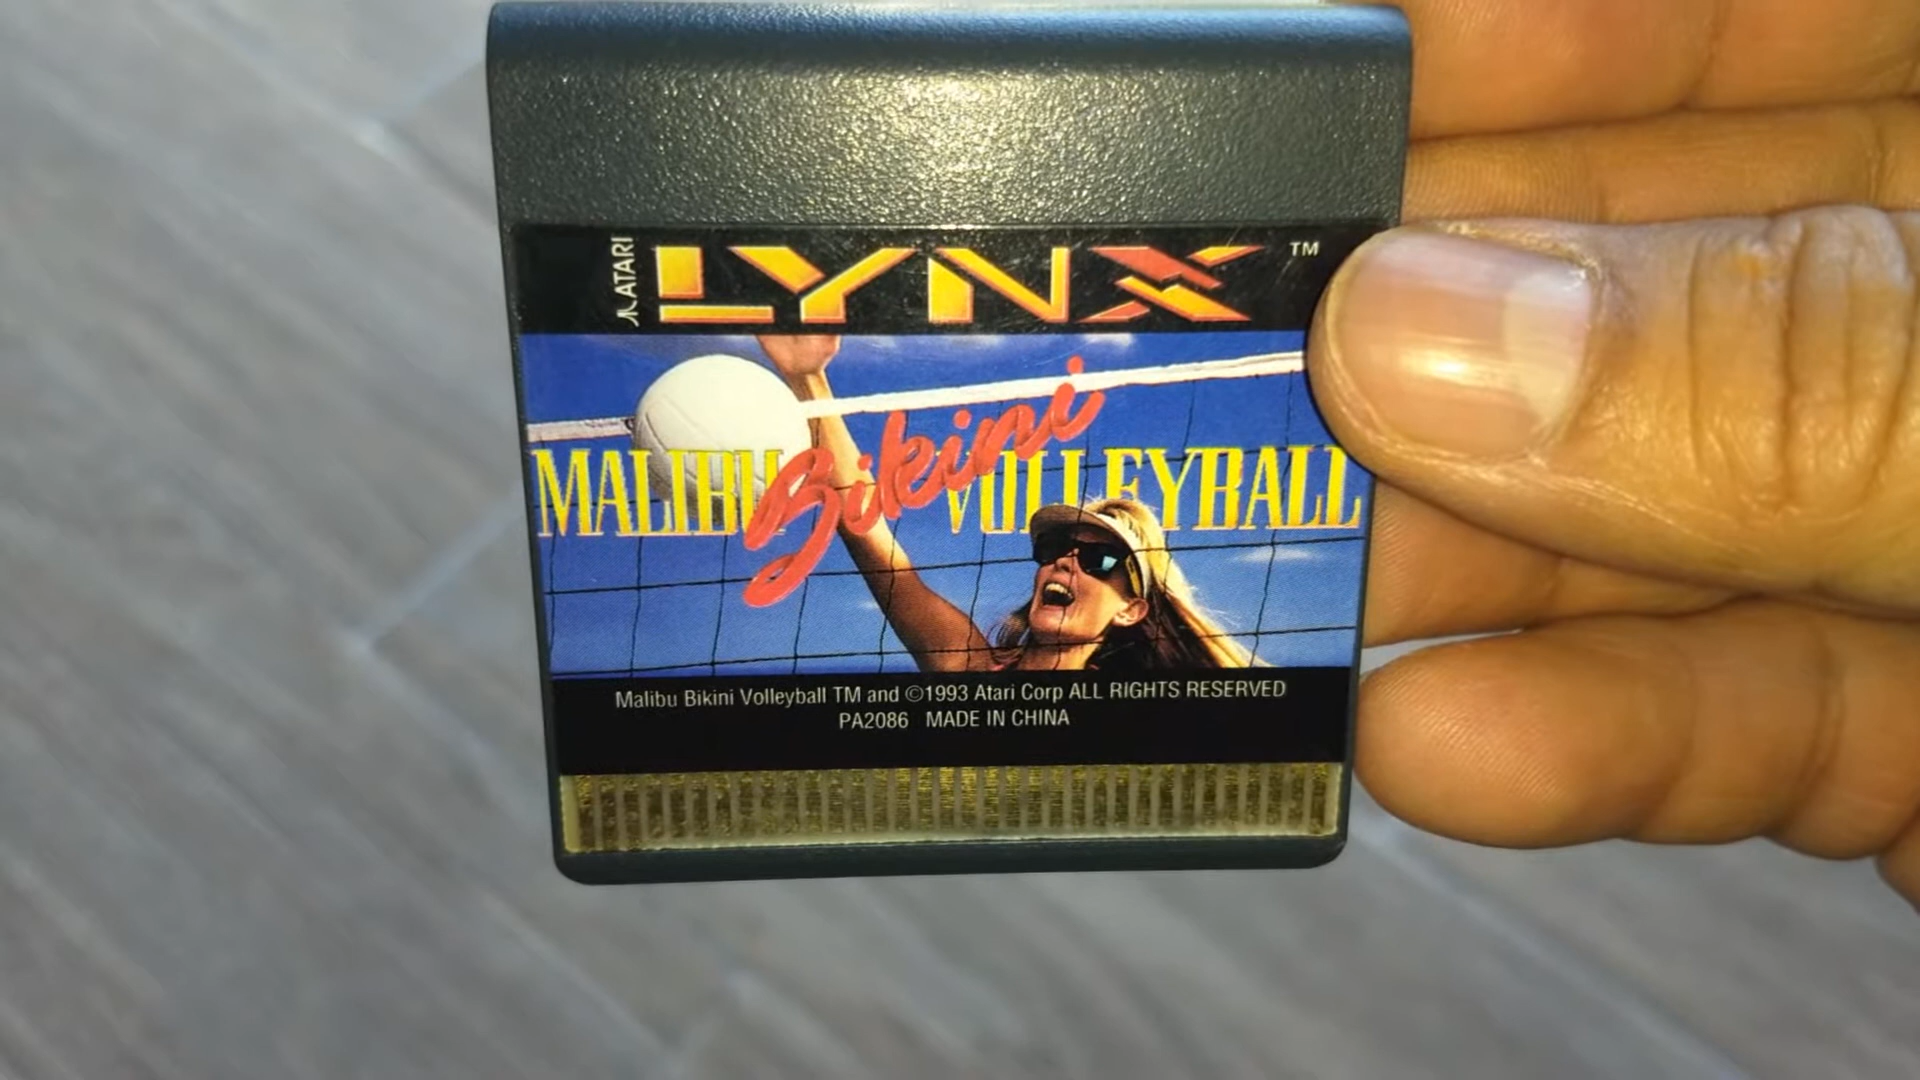 ATARI LYNX TM
MALIBU Bikini VOLLEYBALL
Malibu Bikini Volleyball TM and ©1993 Atari Corp ALL RIGHTS RESERVED
PA2086 MADE IN CHINA